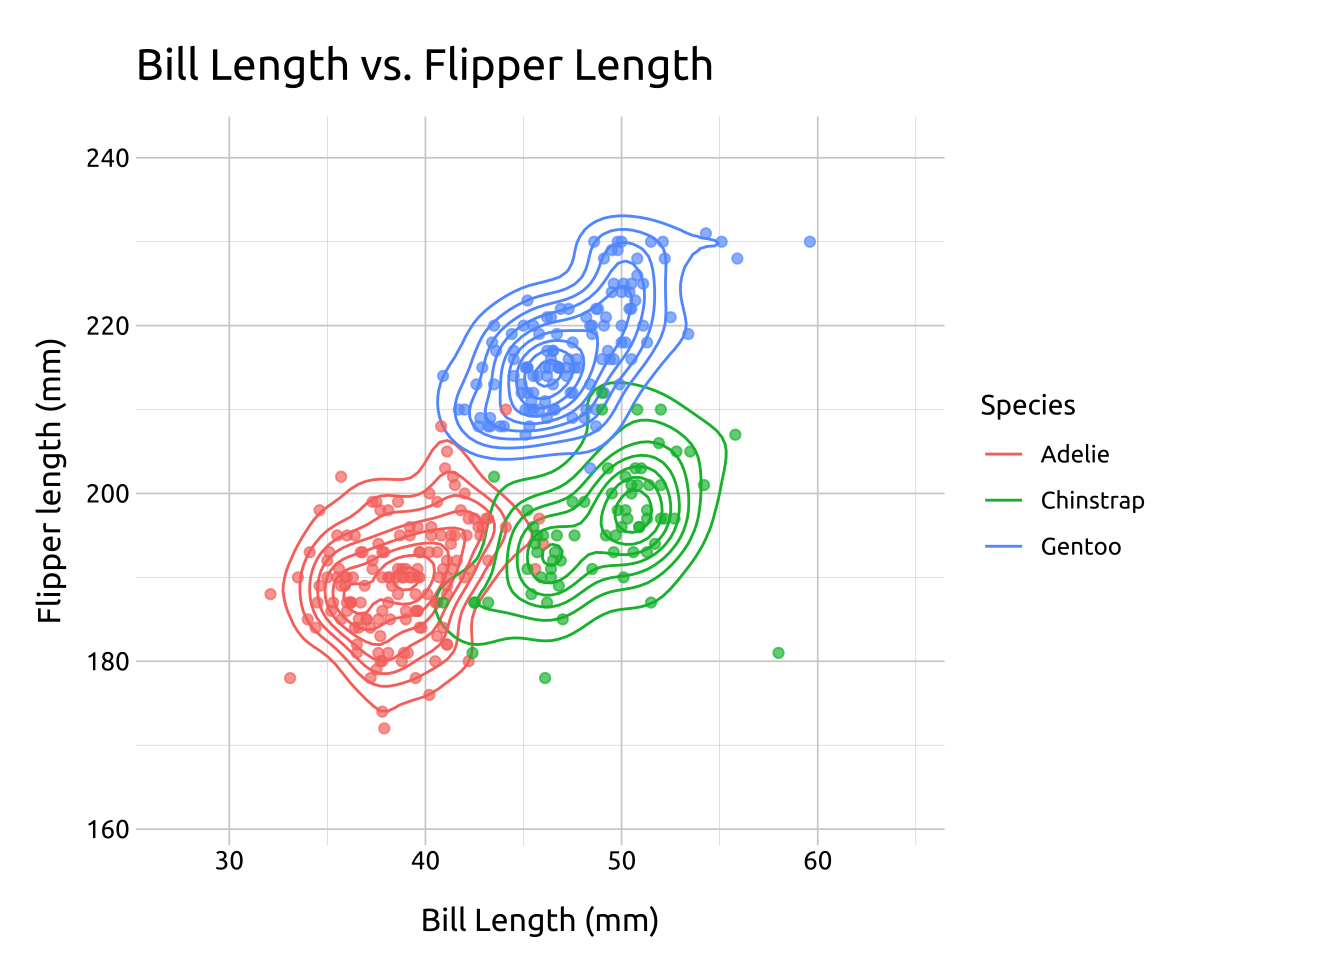 Bill Length vs. Flipper Length
Flipper length (mm)
240
220
200
180
160
30 40 50 60
Bill Length (mm)
Species
Adelie
Chinstrap
Gentoo